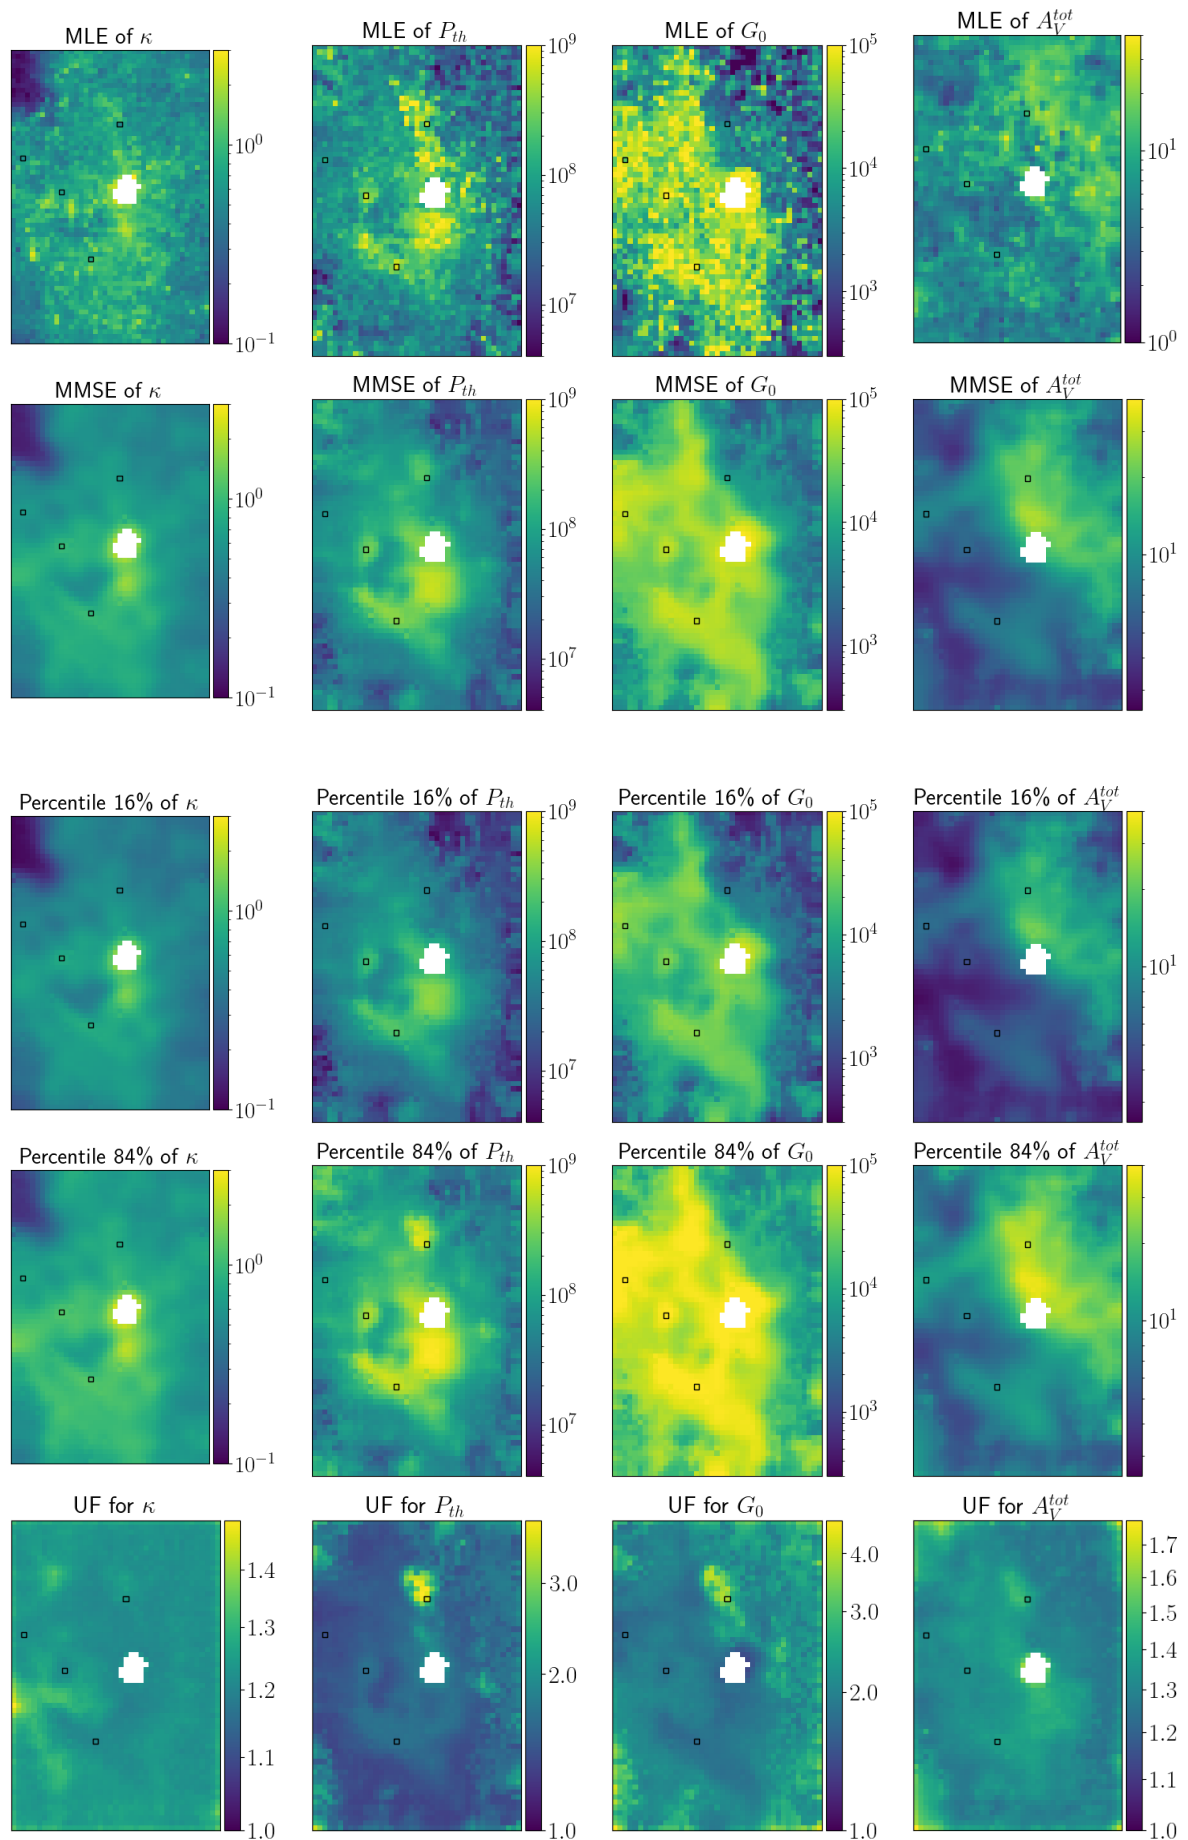 MLE of κ
MLE of P_th
MLE of G_0
MLE of A_V^tot
10^0
10^-1
10^9
10^8
10^7
10^5
10^4
10^3
10^1
10^0
MMSE of κ
MMSE of P_th
MMSE of G_0
MMSE of A_V^tot
10^0
10^-1
10^9
10^8
10^7
10^5
10^4
10^3
10^1
Percentile 16% of κ
Percentile 16% of P_th
Percentile 16% of G_0
Percentile 16% of A_V^tot
10^0
10^-1
10^9
10^8
10^7
10^5
10^4
10^3
10^1
Percentile 84% of κ
Percentile 84% of P_th
Percentile 84% of G_0
Percentile 84% of A_V^tot
10^0
10^-1
10^9
10^8
10^7
10^5
10^4
10^3
10^1
UF for κ
UF for P_th
UF for G_0
UF for A_V^tot
1.4
1.3
1.2
1.1
1.0
3.0
2.0
1.0
4.0
3.0
2.0
1.0
1.7
1.6
1.5
1.4
1.3
1.2
1.1
1.0